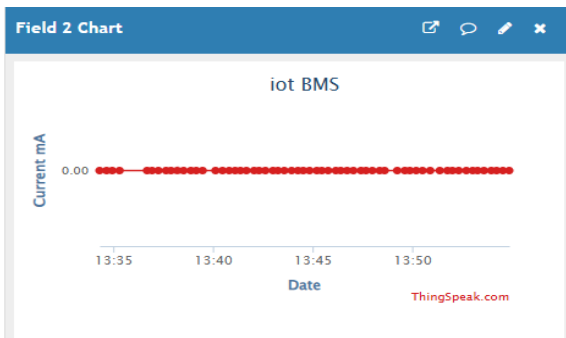 Field 2 Chart
iot BMS
Current mA
0.00
13:35 13:40 13:45 13:50
Date
ThingSpeak.com